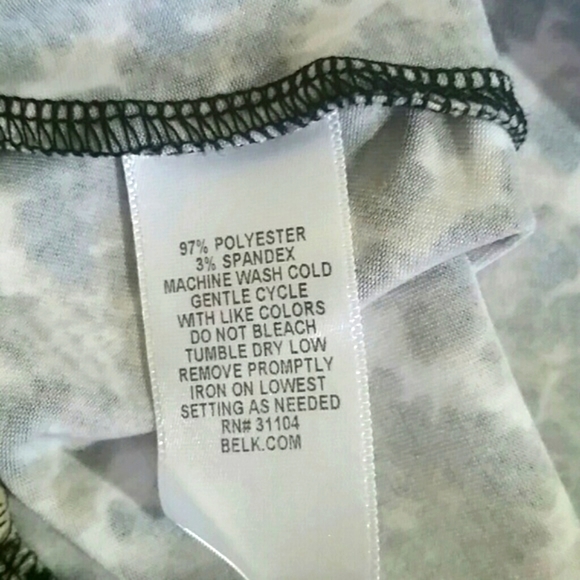 97% POLYESTER
3% SPANDEX
MACHINE WASH COLD
GENTLE CYCLE
WITH LIKE COLORS
DO NOT BLEACH
TUMBLE DRY LOW
REMOVE PROMPTLY
IRON ON LOWEST
SETTING AS NEEDED
RN# 31104
BELK.COM